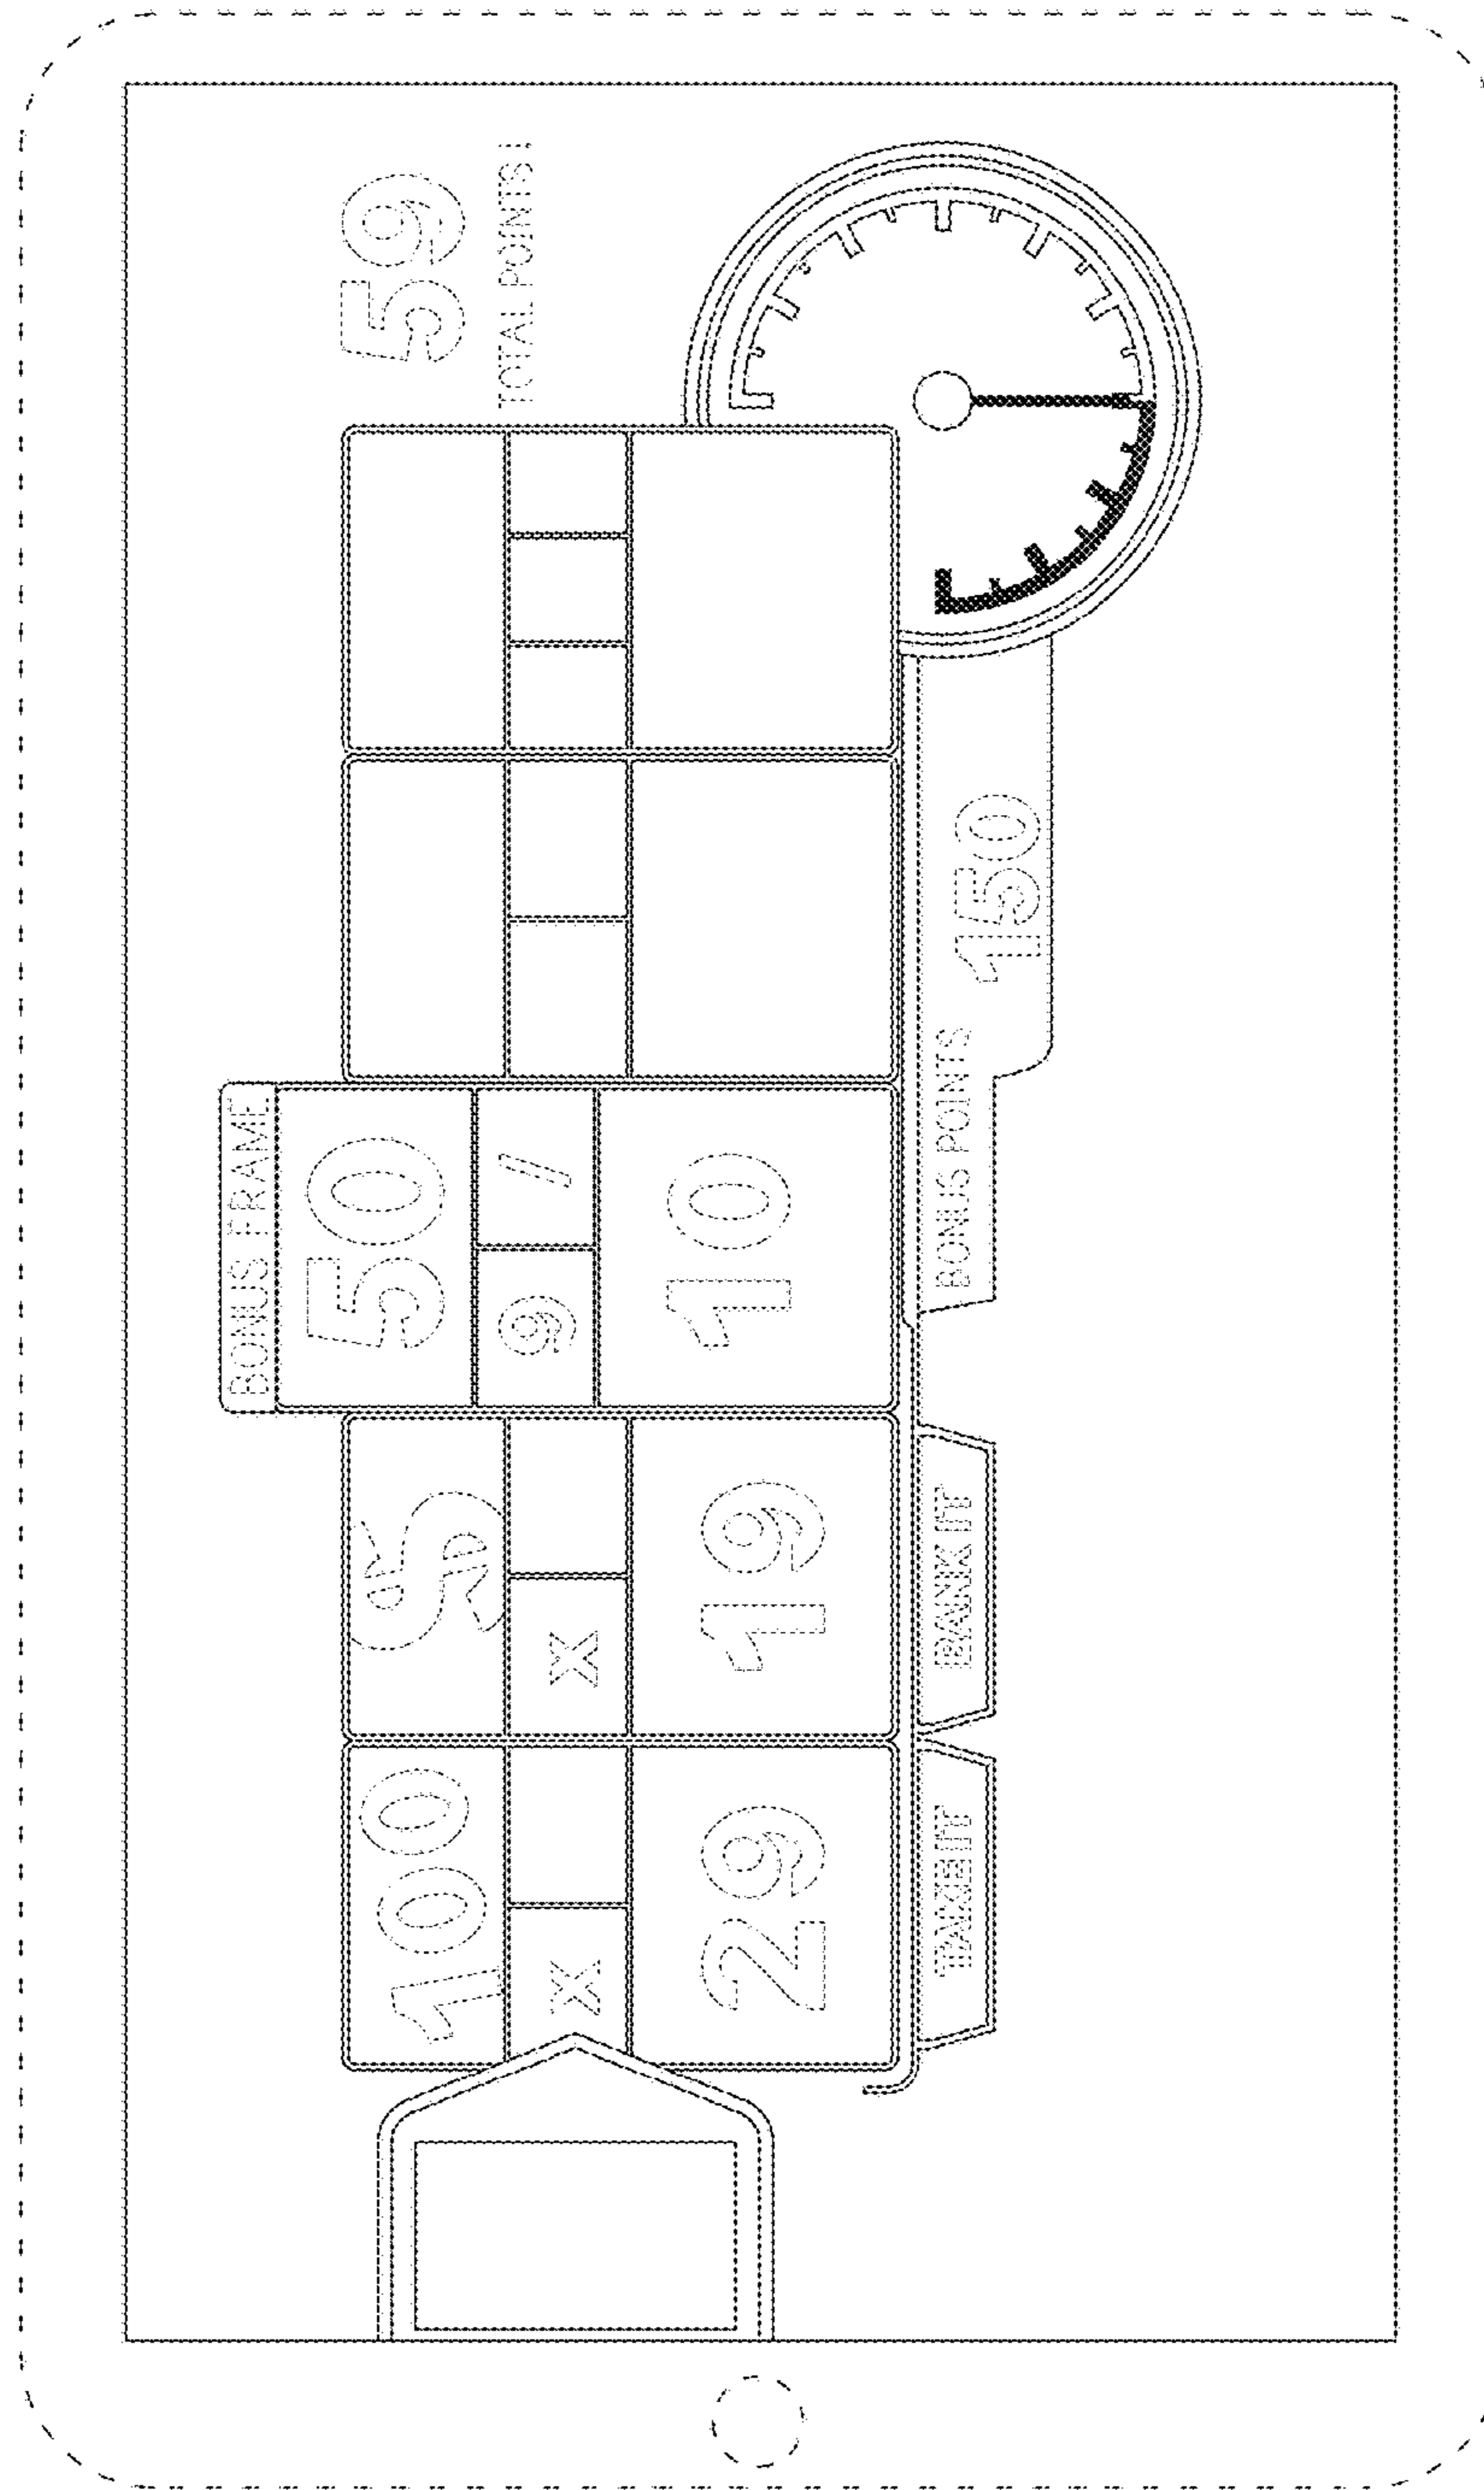 BONUS FRAME
100
50
59
TOTAL POINTS!
x
x
9 /
29
19
10
TAKE IT
BANK IT
BONUS POINTS
150